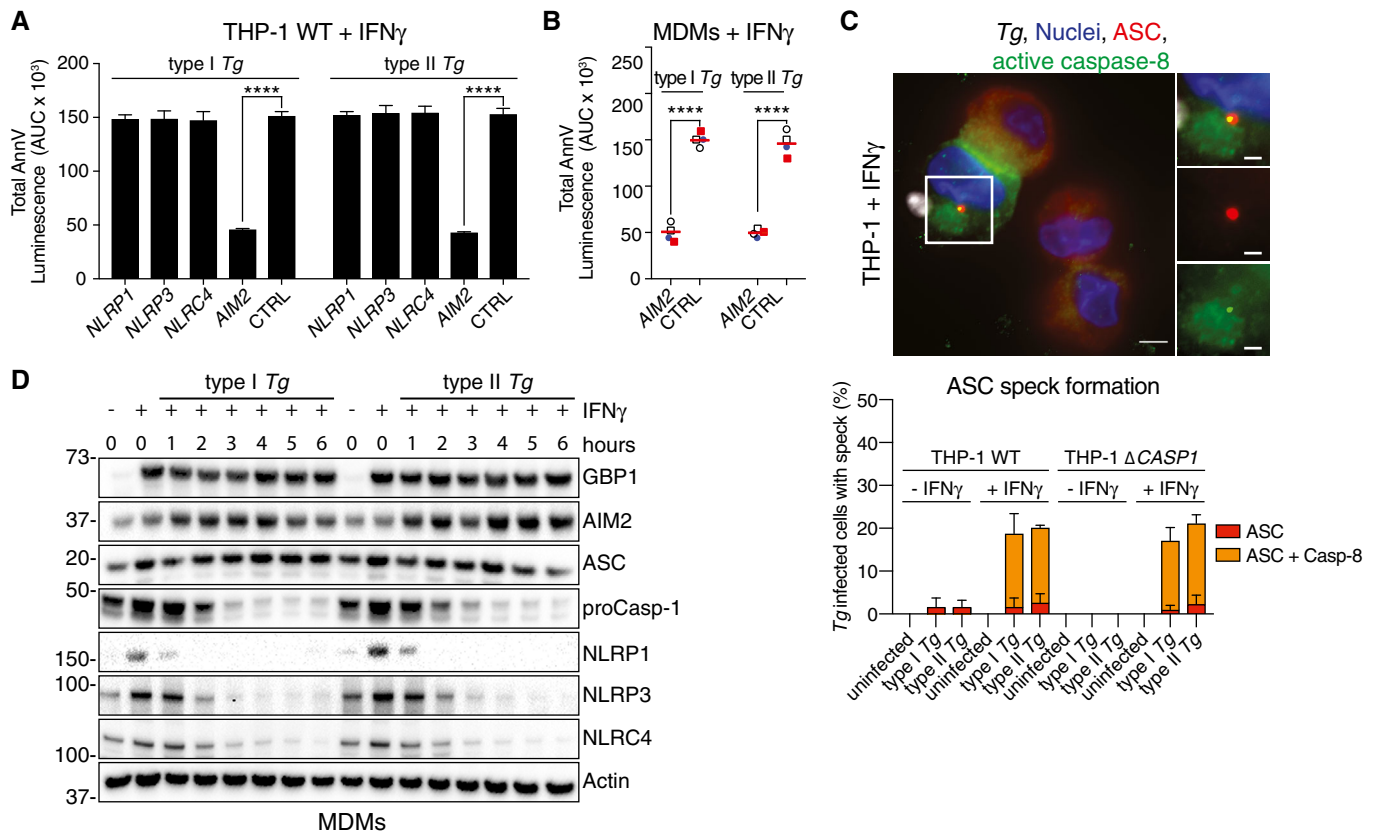 A
THP-1 WT + IFNγ
type I Tg
type II Tg
Total AnnV
Luminescence (AUC x 10³)
200
150
100
50
0
****
****
NLRP1
NLRP3
NLRC4
AIM2
CTRL
NLRP1
NLRP3
NLRC4
AIM2
CTRL
B
MDMs + IFNγ
type I Tg
type II Tg
Total AnnV
Luminescence (AUC x 10³)
250
200
150
100
50
0
****
****
AIM2
CTRL
AIM2
CTRL
C
Tg, Nuclei, ASC,
active caspase-8
THP-1 + IFNγ
ASC speck formation
Tg infected cells with speck (%)
50
40
30
20
10
0
THP-1 WT
THP-1 ΔCASP1
- IFNγ
+ IFNγ
- IFNγ
+ IFNγ
ASC
ASC + Casp-8
uninfected
type I Tg
type II Tg
uninfected
type I Tg
type II Tg
uninfected
type I Tg
type II Tg
uninfected
type I Tg
type II Tg
D
type I Tg
type II Tg
- + + + + + + + - + + + + + + + IFNγ
0 0 1 2 3 4 5 6 0 0 1 2 3 4 5 6 hours
73-
GBP1
37-
AIM2
20-
ASC
50-
proCasp-1
150-
NLRP1
100-
NLRP3
100-
NLRC4
37-
Actin
MDMs